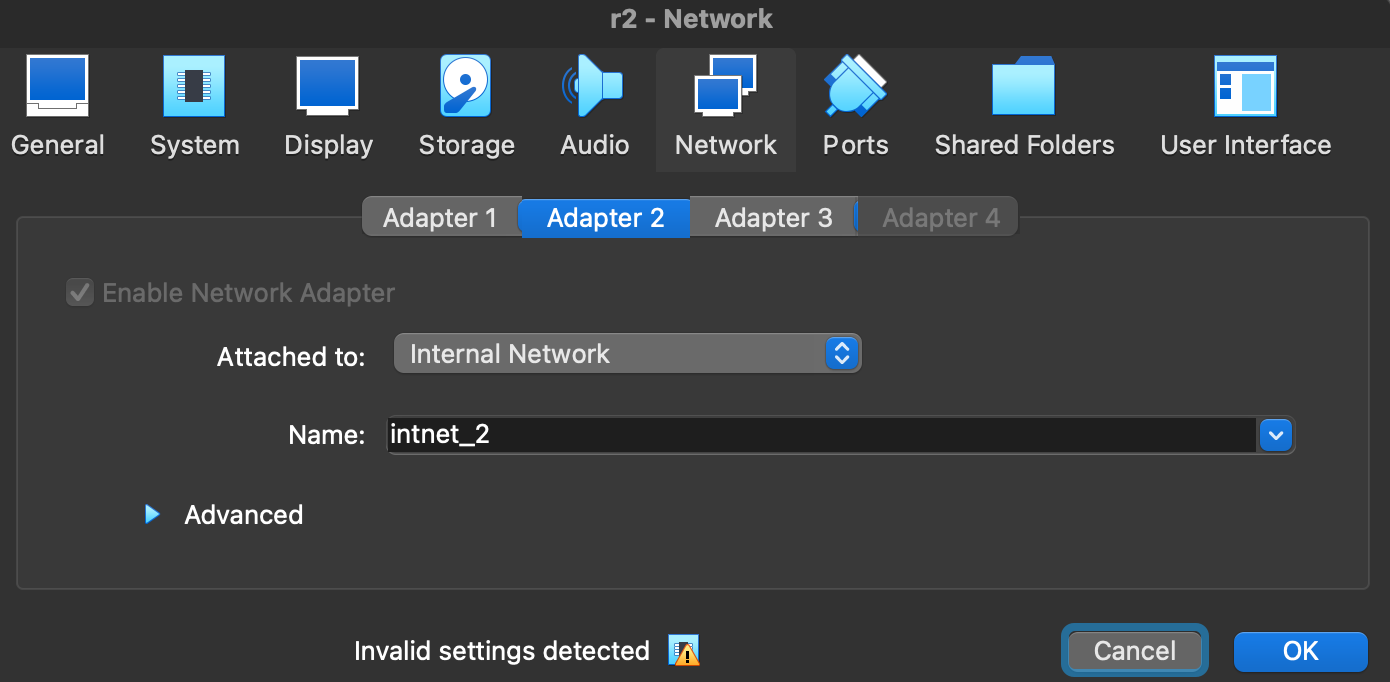 r2 - Network
General System Display Storage Audio Network Ports Shared Folders User Interface
Adapter 1 Adapter 2 Adapter 3 Adapter 4
Enable Network Adapter
Attached to: Internal Network
Name: intnet_2
Advanced
Invalid settings detected Cancel OK